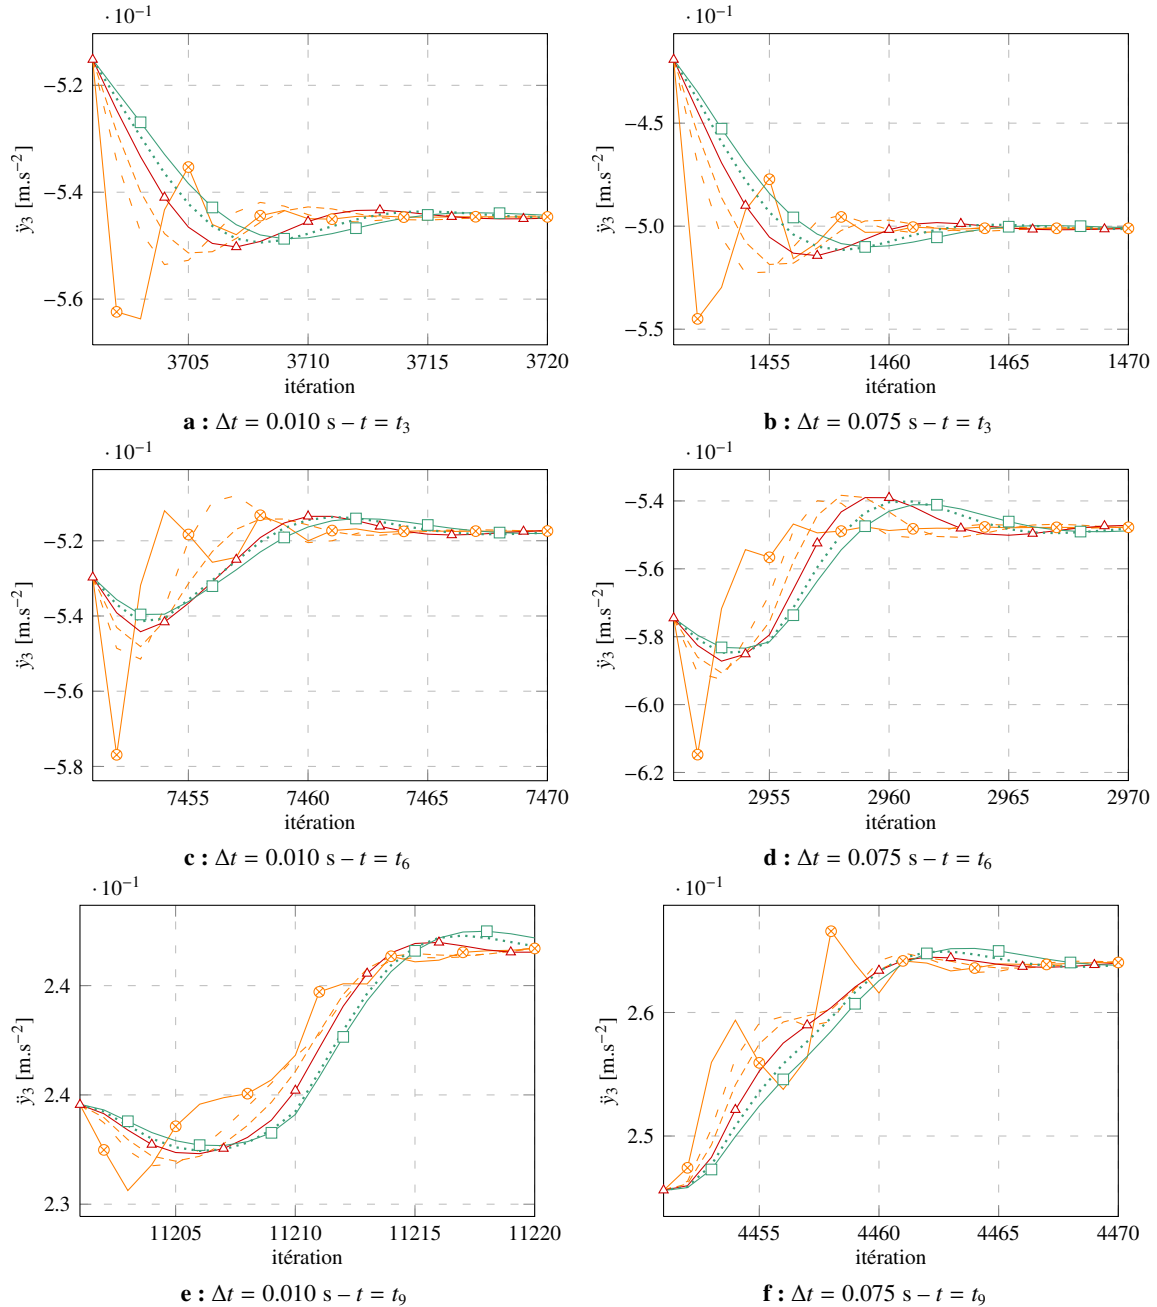 · 10⁻¹
−5.2
−5.4
−5.6
ÿ₃ [m.s⁻²]
3705 3710 3715 3720
itération
a : Δt = 0.010 s – t = t₃
· 10⁻¹
−4.5
−5.0
−5.5
ÿ₃ [m.s⁻²]
1455 1460 1465 1470
itération
b : Δt = 0.075 s – t = t₃
· 10⁻¹
−5.2
−5.4
−5.6
−5.8
ÿ₃ [m.s⁻²]
7455 7460 7465 7470
itération
c : Δt = 0.010 s – t = t₆
· 10⁻¹
−5.4
−5.6
−5.8
−6.0
−6.2
ÿ₃ [m.s⁻²]
2955 2960 2965 2970
itération
d : Δt = 0.075 s – t = t₆
· 10⁻¹
2.4
2.4
2.3
ÿ₃ [m.s⁻²]
11205 11210 11215 11220
itération
e : Δt = 0.010 s – t = t₉
· 10⁻¹
2.6
2.5
ÿ₃ [m.s⁻²]
4455 4460 4465 4470
itération
f : Δt = 0.075 s – t = t₉